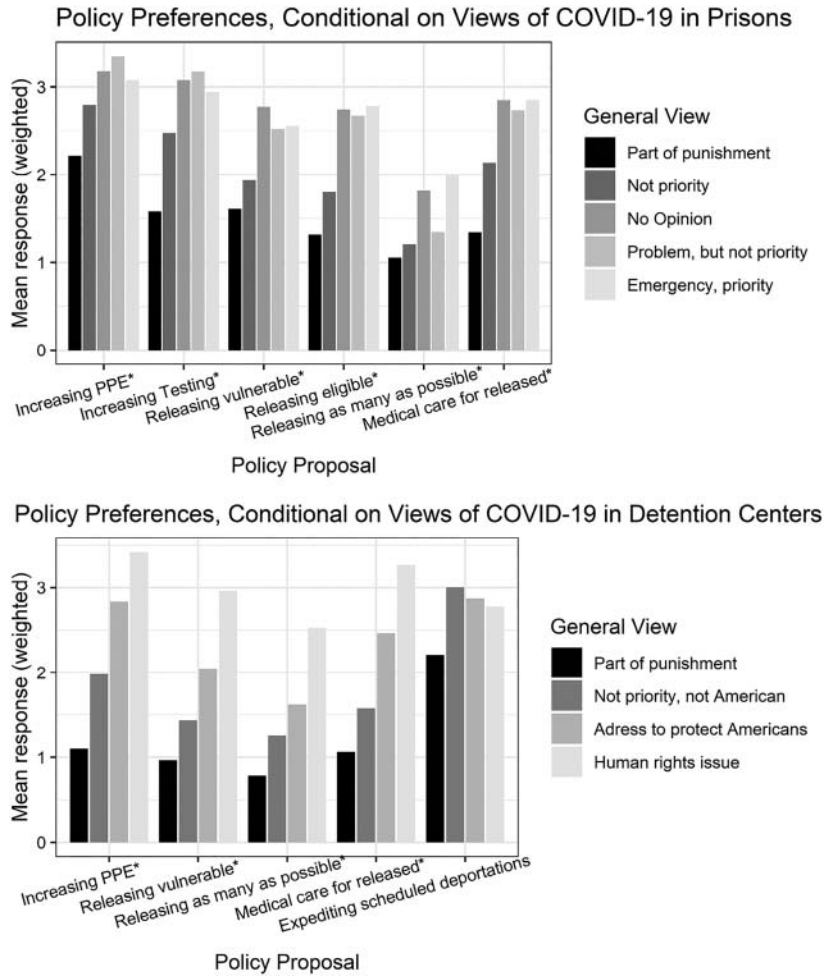 Policy Preferences, Conditional on Views of COVID-19 in Prisons
Mean response (weighted)
3
2
1
0
Increasing PPE*
Increasing Testing*
Releasing vulnerable*
Releasing eligible*
Releasing as many as possible*
Medical care for released*
Policy Proposal
General View
Part of punishment
Not priority
No Opinion
Problem, but not priority
Emergency, priority
Policy Preferences, Conditional on Views of COVID-19 in Detention Centers
Mean response (weighted)
3
2
1
0
Increasing PPE*
Releasing vulnerable*
Releasing as many as possible*
Medical care for released*
Expediting scheduled deportations
Policy Proposal
General View
Part of punishment
Not priority, not American
Adress to protect Americans
Human rights issue